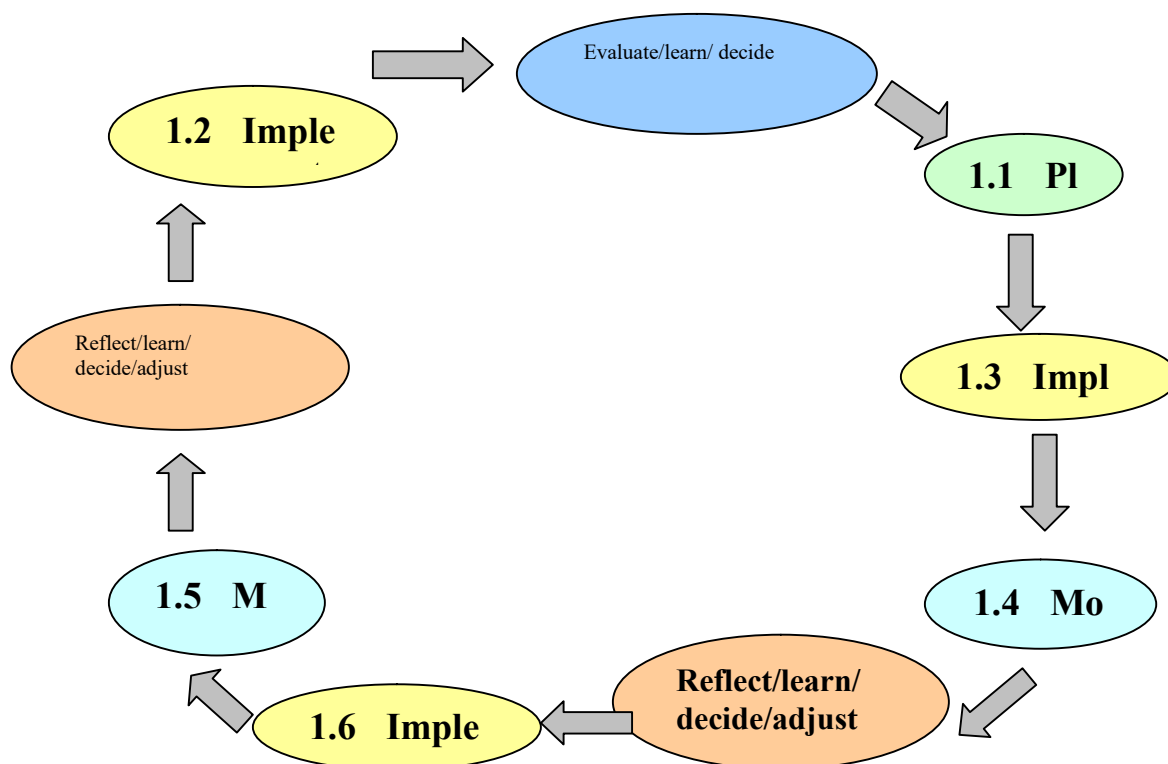 Evaluate/learn/ decide
1.2 Imple
1.1 Pl
Reflect/learn/
decide/adjust
1.3 Impl
1.5 M
1.4 Mo
Reflect/learn/
decide/adjust
1.6 Imple